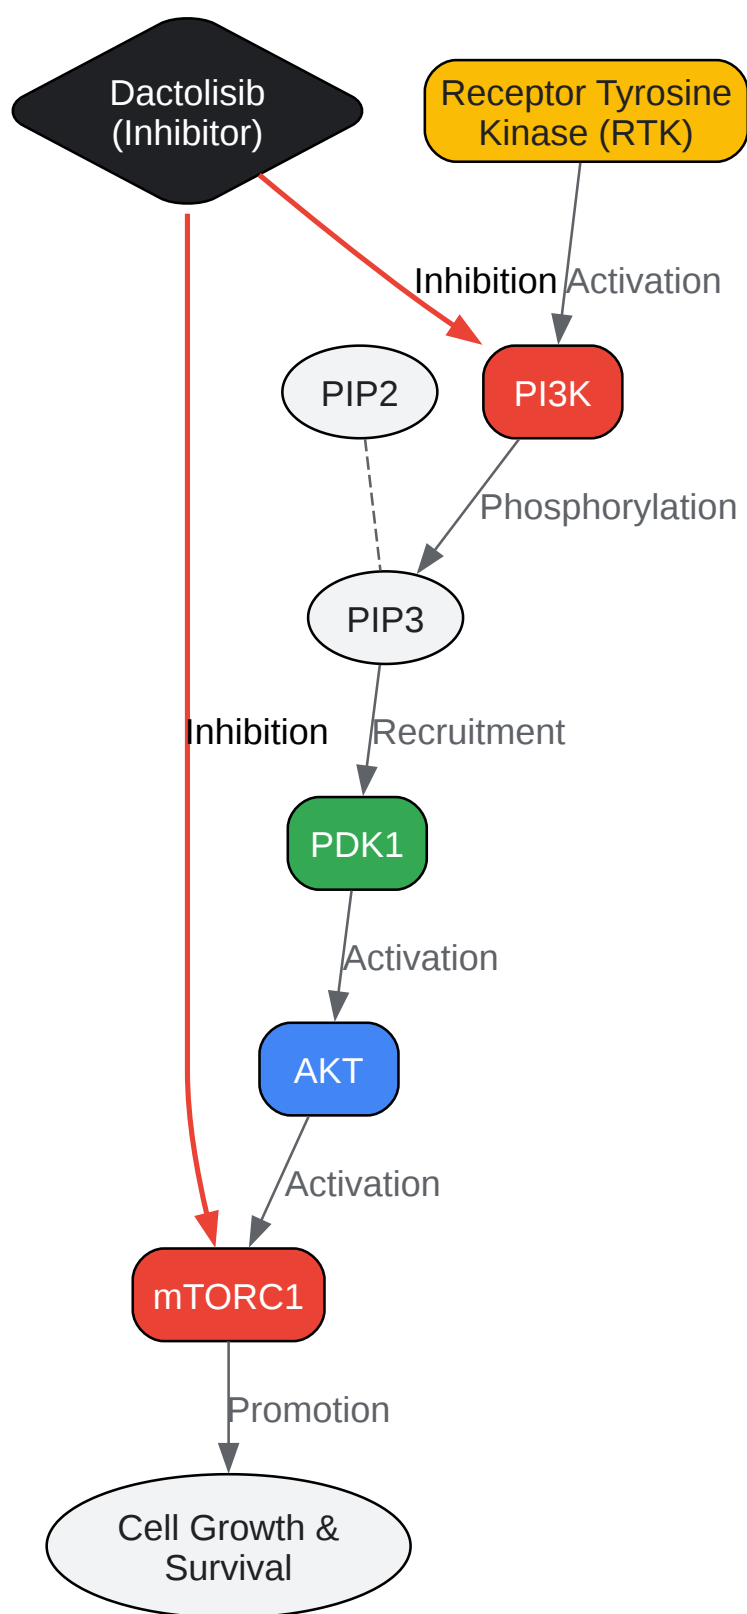 Dactolisib
(Inhibitor)
Receptor Tyrosine
Kinase (RTK)
Inhibition
Activation
PIP2
PI3K
Phosphorylation
PIP3
Inhibition
Recruitment
PDK1
Activation
AKT
Activation
mTORC1
Promotion
Cell Growth &
Survival